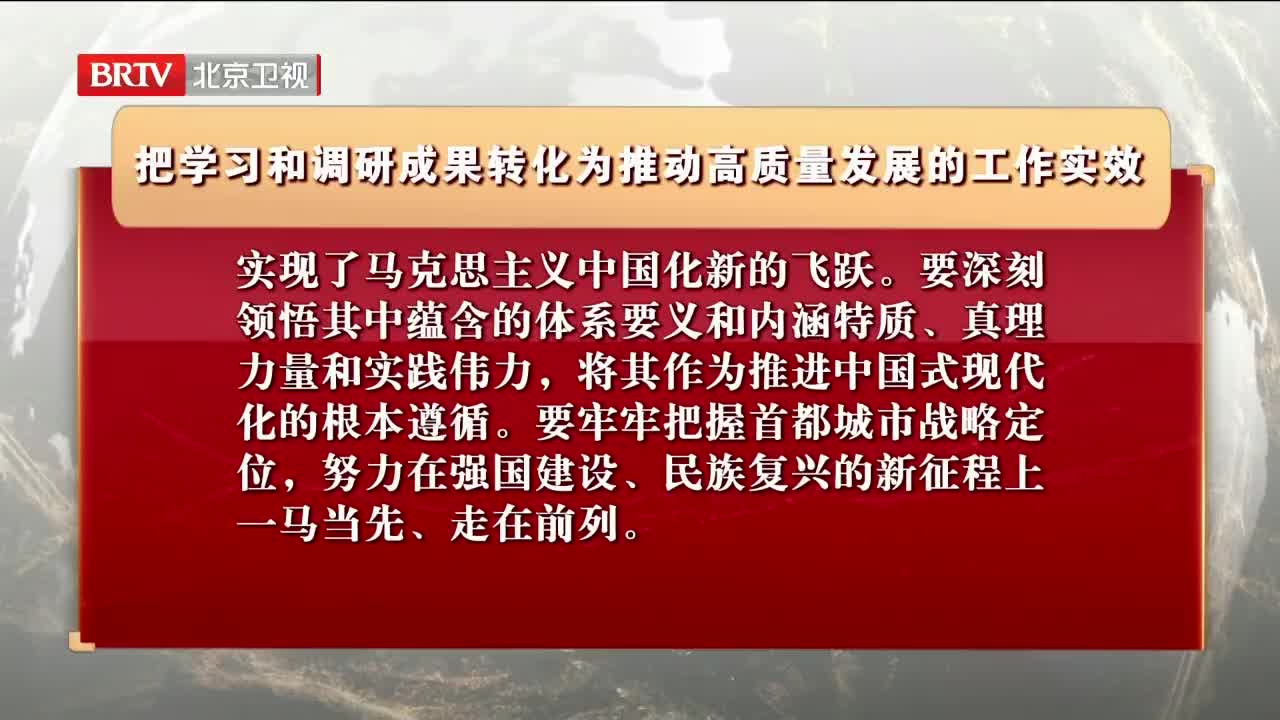 BRTV 北京卫视
把学习和调研成果转化为推动高质量发展的工作实效
实现了马克思主义中国化新的飞跃。要深刻
领悟其中蕴含的体系要义和内涵特质、真理
力量和实践伟力，将其作为推进中国式现代
化的根本遵循。要牢牢把握首都城市战略定
位，努力在强国建设、民族复兴的新征程上
一马当先、走在前列。